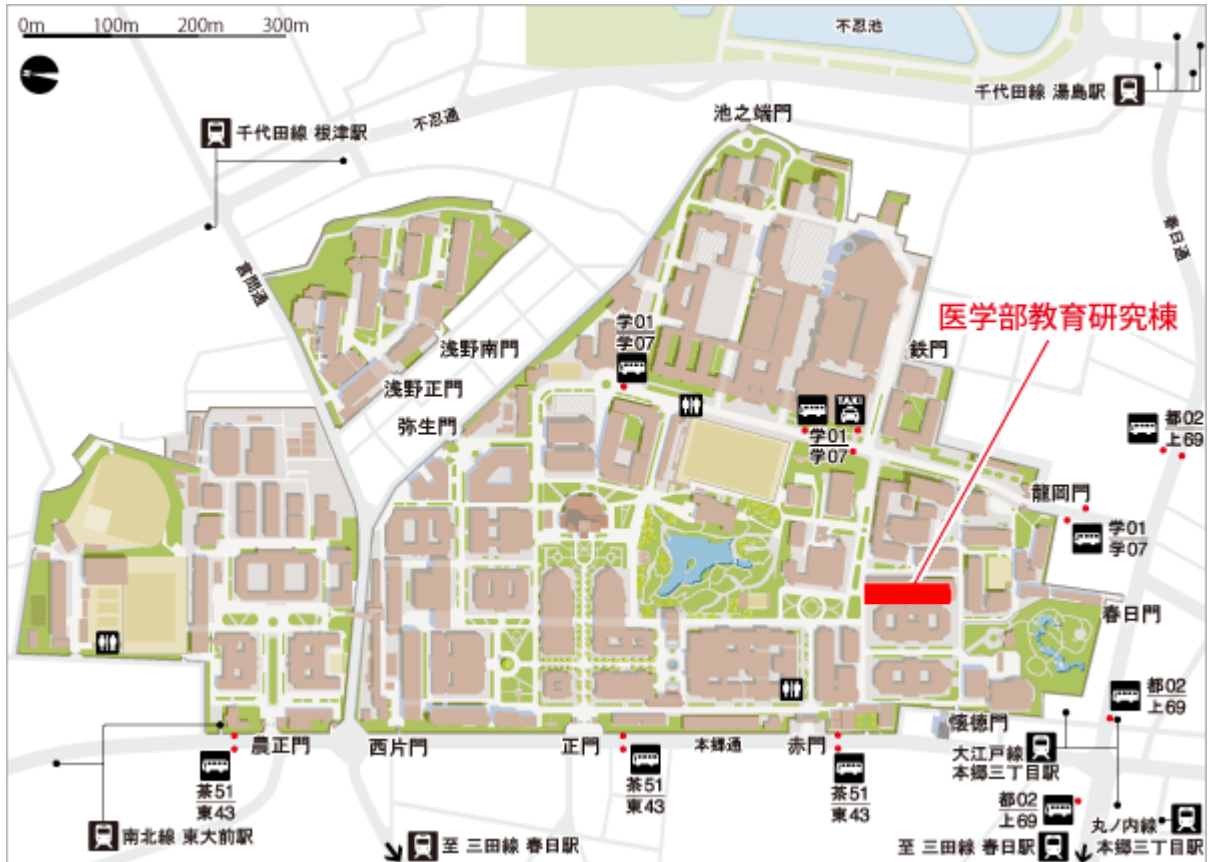 0m 100m 200m 300m
不忍池
千代田線 湯島駅
池之端門
不忍通
千代田線 根津駅
春日通
言問通
学01
学07
医学部教育研究棟
浅野南門
鉄門
浅野正門
TAXI
弥生門
都02
上69
学01
学07
龍岡門
学01
学07
春日門
都02
上69
懐徳門
農正門
西片門
正門
本郷通
赤門
大江戸線
本郷三丁目駅
茶51
東43
茶51
東43
茶51
東43
都02
上69
丸ノ内線
本郷三丁目駅
南北線 東大前駅
至 三田線 春日駅
至 三田線 春日駅